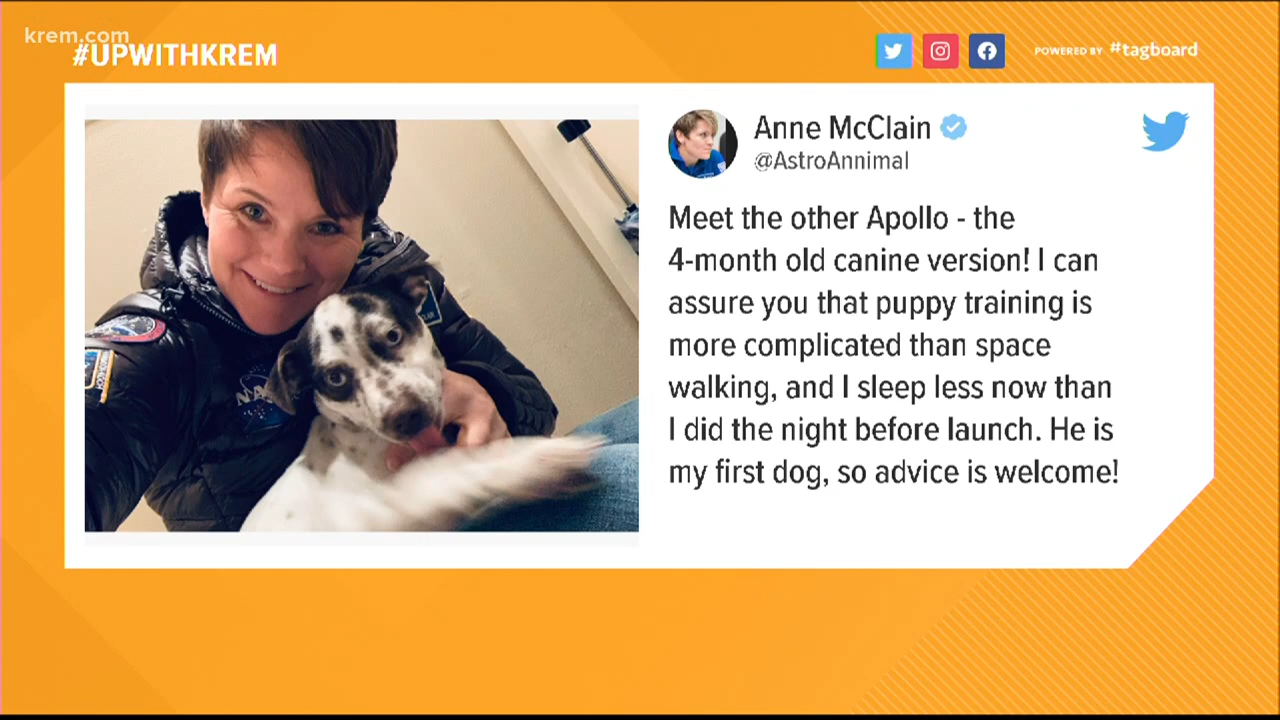 krem.com
#UPWITHKREM
POWERED BY #tagboard
Anne McClain
@AstroAnnimal
Meet the other Apollo - the
4-month old canine version! I can
assure you that puppy training is
more complicated than space
walking, and I sleep less now than
I did the night before launch. He is
my first dog, so advice is welcome!
NASA